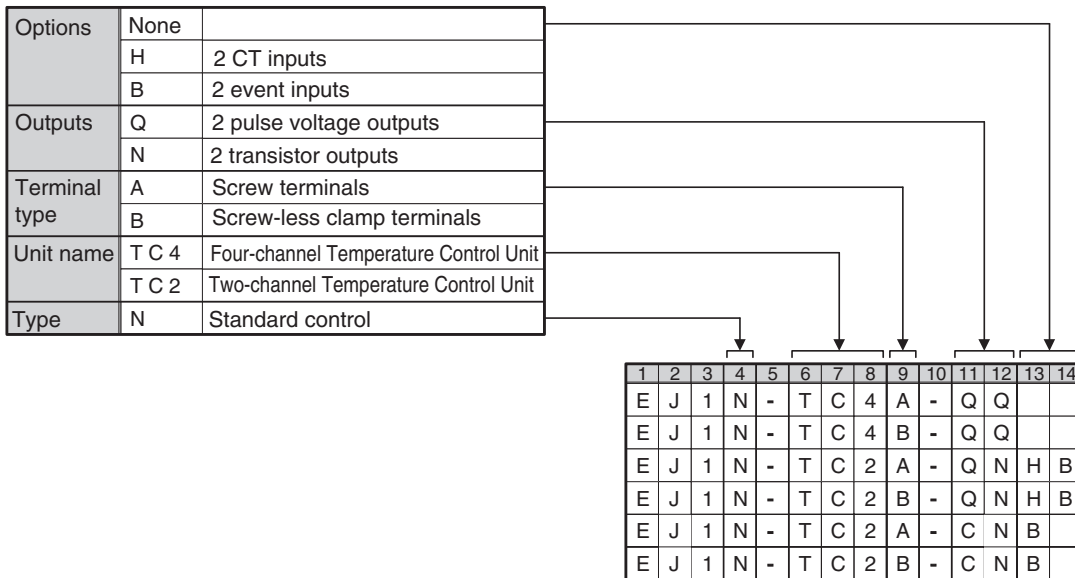 Options None
H 2 CT inputs
B 2 event inputs
Outputs Q 2 pulse voltage outputs
N 2 transistor outputs
Terminal type A Screw terminals
B Screw-less clamp terminals
Unit name T C 4 Four-channel Temperature Control Unit
T C 2 Two-channel Temperature Control Unit
Type N Standard control
1 2 3 4 5 6 7 8 9 10 11 12 13 14
E J 1 N - T C 4 A - Q Q
E J 1 N - T C 4 B - Q Q
E J 1 N - T C 2 A - Q N H B
E J 1 N - T C 2 B - Q N H B
E J 1 N - T C 2 A - C N B
E J 1 N - T C 2 B - C N B